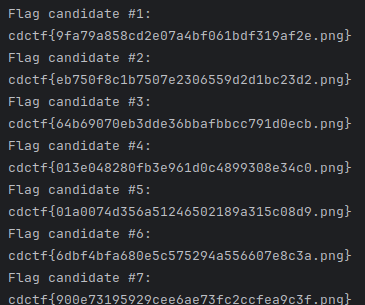 Flag candidate #1:
cdctf{9fa79a858cd2e07a4bf061bdf319af2e.png}
Flag candidate #2:
cdctf{eb750f8c1b7507e2306559d2d1bc23d2.png}
Flag candidate #3:
cdctf{64b69070eb3dde36bbafbbcc791d0ecb.png}
Flag candidate #4:
cdctf{013e048280fb3e961d0c4899308e34c0.png}
Flag candidate #5:
cdctf{01a0074d356a51246502189a315c08d9.png}
Flag candidate #6:
cdctf{6dbf4bfa680e5c575294a556607e8c3a.png}
Flag candidate #7:
cdctf{900e73195929cee6ae73fc2ccfea9c3f.png}